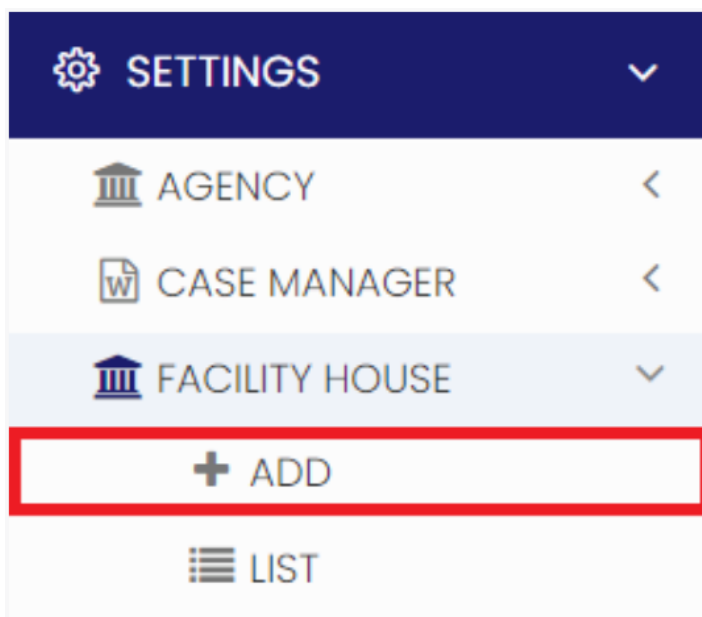 SETTINGS
AGENCY
CASE MANAGER
FACILITY HOUSE
ADD
LIST